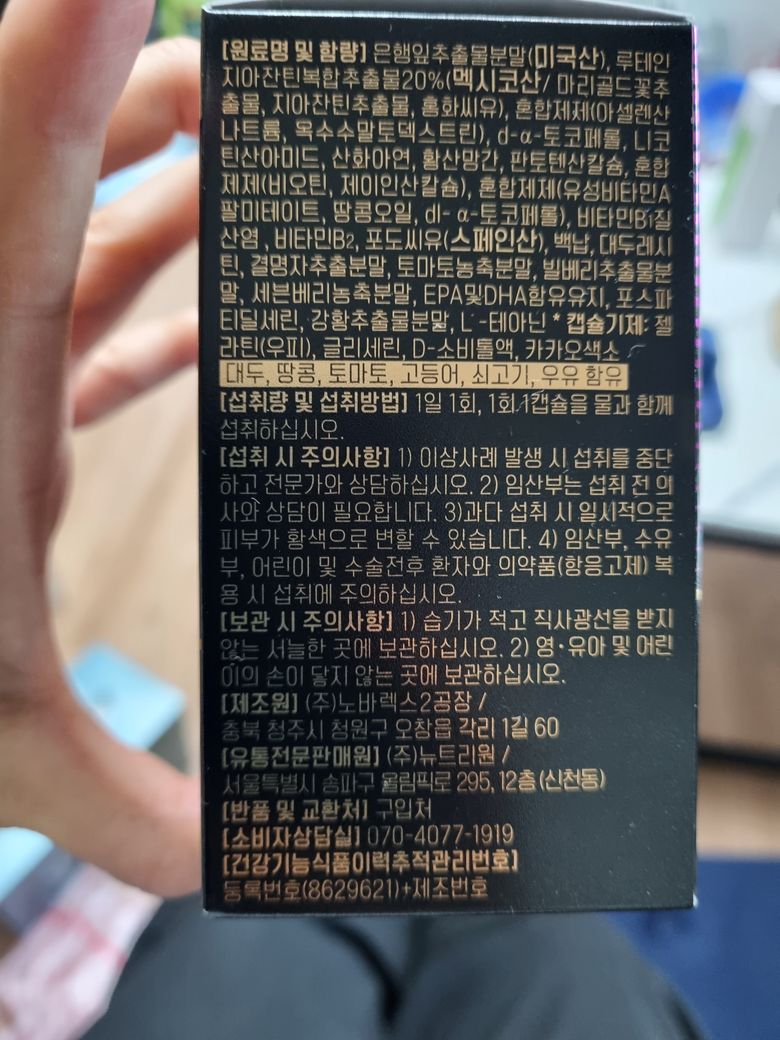 [원료명 및 함량] 은행잎추출물분말(미국산), 루테인
지아잔틴복합추출물20%(멕시코산/ 마리골드꽃추
출물, 지아잔틴추출물, 홍화씨유), 혼합제제(아셀렌산
나트륨, 옥수수말토덱스트린), d-α-토코페롤, 니코
틴산아미드, 산화아연, 황산망간, 판토텐산칼슘, 혼합
제제(비오틴, 제이인산칼슘), 혼합제제(유성비타민A
팔미테이트, 땅콩오일, dl- α-토코페롤), 비타민B₁질
산염 , 비타민B₂, 포도씨유(스페인산), 백납, 대두레시
틴, 결명자추출분말, 토마토농축분말, 빌베리추출물분
말, 세븐베리농축분말, EPA및DHA함유유지, 포스파
티딜세린, 강황추출물분말, L -테아닌 * 캡슐기제: 젤
라틴(우피), 글리세린, D-소비톨액, 카카오색소
대두, 땅콩, 토마토, 고등어, 쇠고기, 우유 함유
[섭취량 및 섭취방법] 1일 1회, 1회 1캡슐을 물과 함께
섭취하십시오.
[섭취 시 주의사항] 1) 이상사례 발생 시 섭취를 중단
하고 전문가와 상담하십시오. 2) 임산부는 섭취 전 의
사와 상담이 필요합니다. 3)과다 섭취 시 일시적으로
피부가 황색으로 변할 수 있습니다. 4) 임산부, 수유
부, 어린이 및 수술전후 환자와 의약품(항응고제) 복
용 시 섭취에 주의하십시오.
[보관 시 주의사항] 1) 습기가 적고 직사광선을 받지
않는 서늘한 곳에 보관하십시오. 2) 영·유아 및 어린
이의 손이 닿지 않는 곳에 보관하십시오.
[제조원] (주)노바렉스2공장 /
충북 청주시 청원구 오창읍 각리 1길 60
[유통전문판매원] (주)뉴트리원 /
서울특별시 송파구 올림픽로 295, 12층(신천동)
[반품 및 교환처] 구입처
[소비자상담실] 070-4077-1919
[건강기능식품이력추적관리번호]
등록번호(8629621)+제조번호